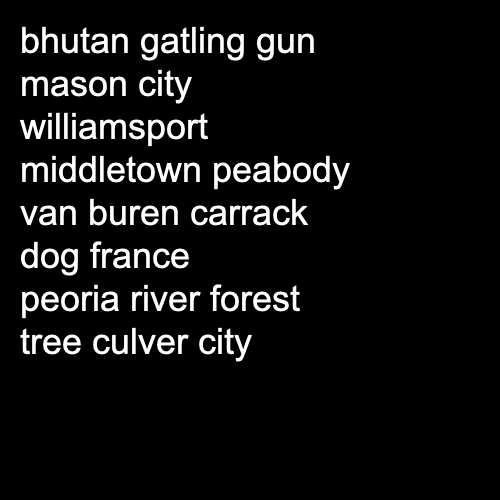 bhutan gatling gun
mason city
williamsport
middletown peabody
van buren carrack
dog france
peoria river forest
tree culver city